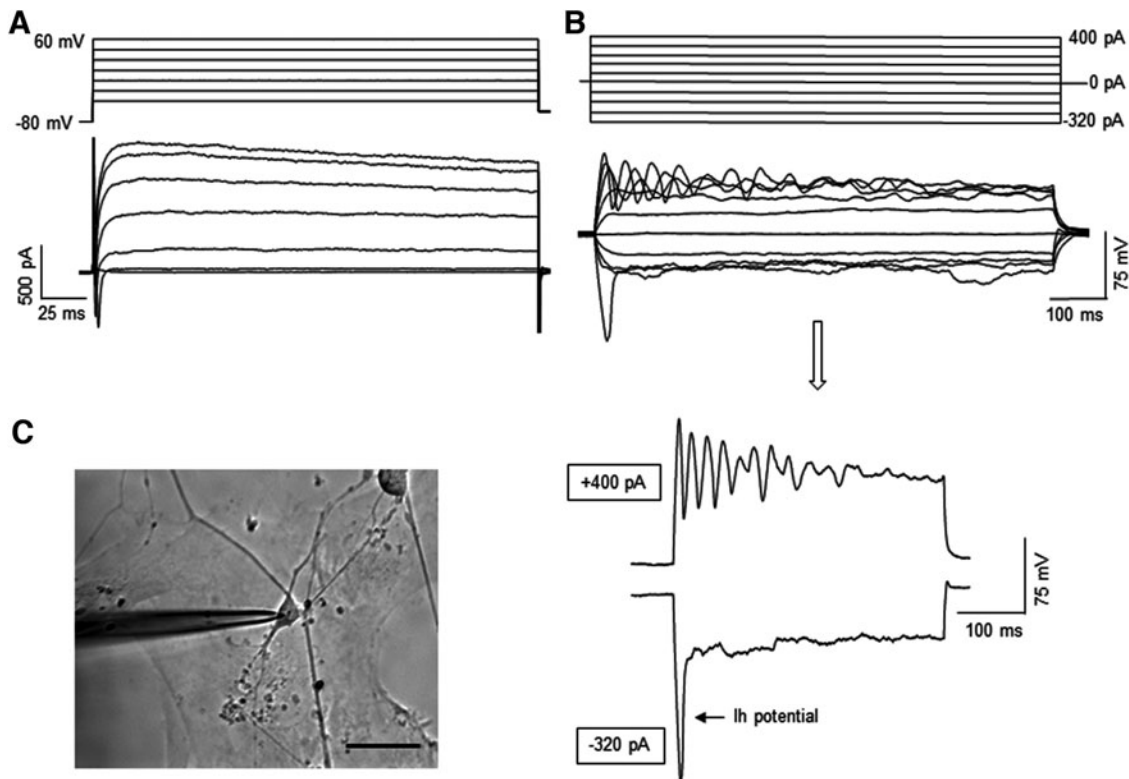 A
60 mV
-80 mV
500 pA
25 ms
B
400 pA
0 pA
-320 pA
75 mV
100 ms
C
+400 pA
75 mV
100 ms
Ih potential
-320 pA